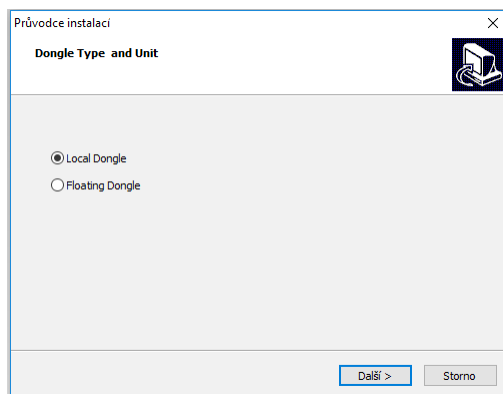 Průvodce instalací
Dongle Type and Unit
Local Dongle
Floating Dongle
Další >
Storno